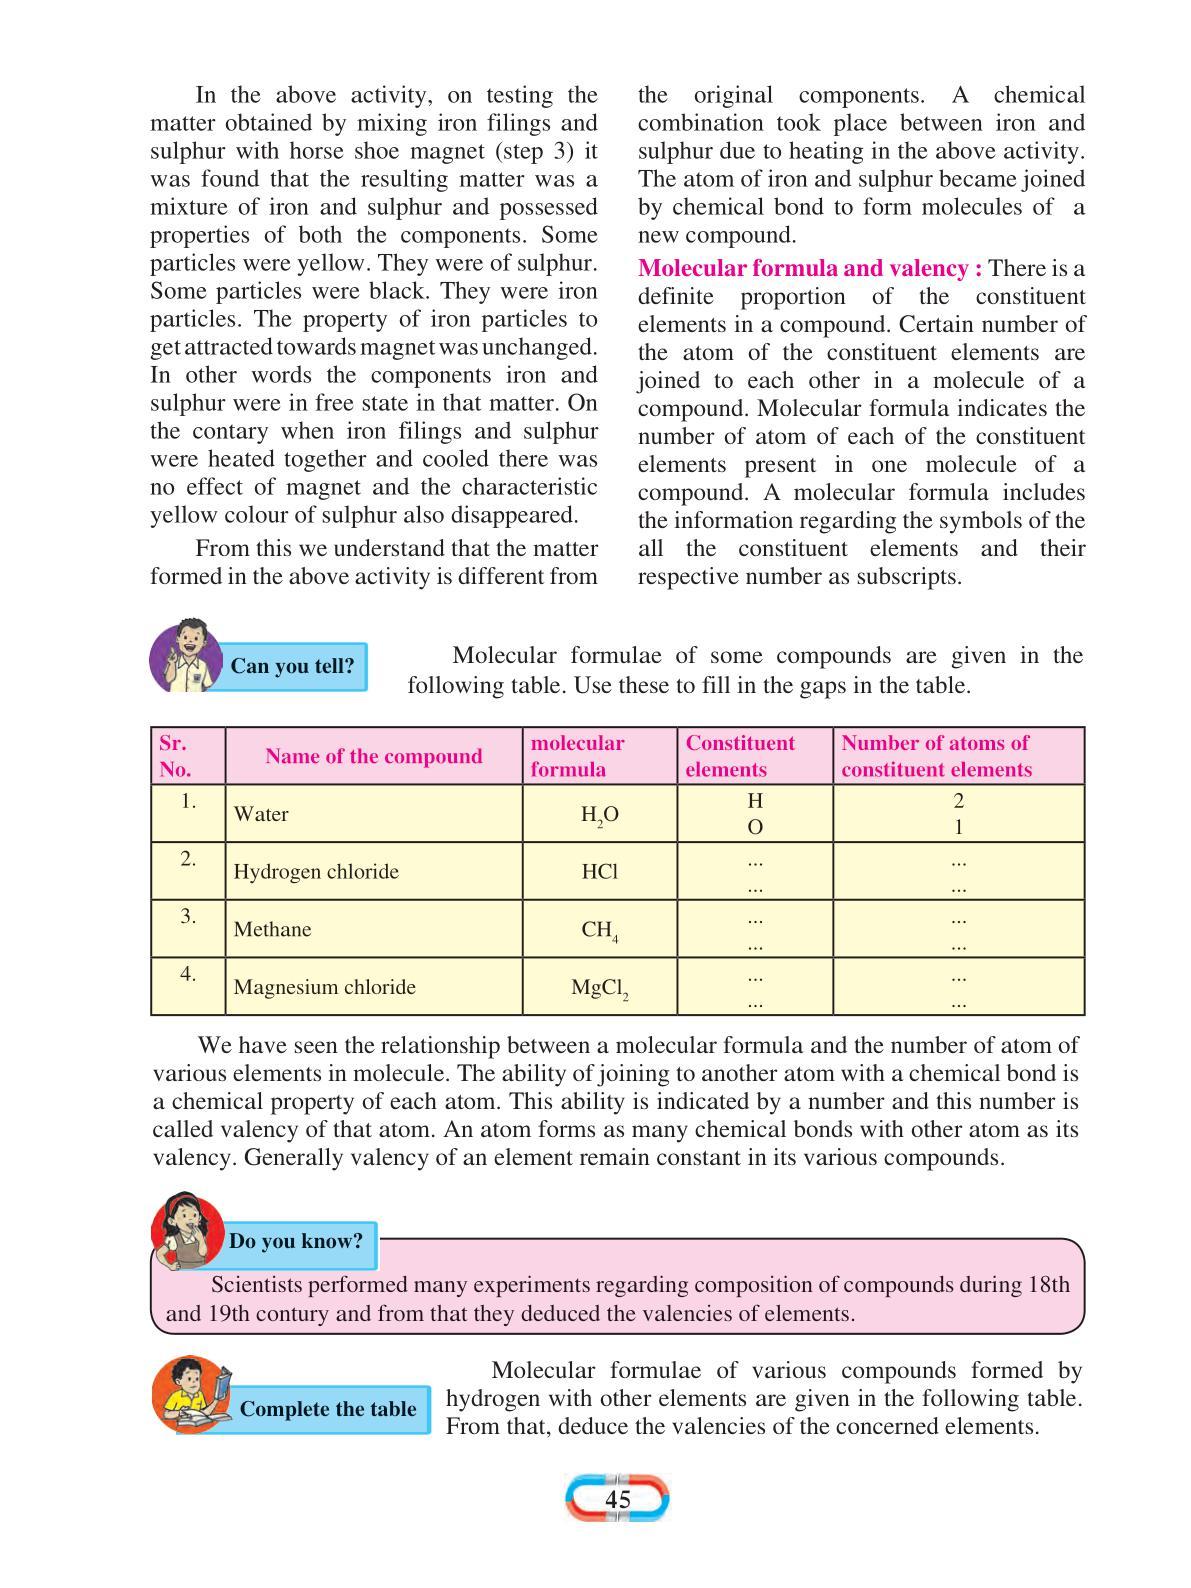 In the above activity, on testing the
matter obtained by mixing iron filings and
sulphur with horse shoe magnet (step 3) it
was found that the resulting matter was a
mixture of iron and sulphur and possessed
properties of both the components. Some
particles were yellow. They were of sulphur.
Some particles were black. They were iron
particles. The property of iron particles to
get attracted towards magnet was unchanged.
In other words the components iron and
sulphur were in free state in that matter. On
the contary when iron filings and sulphur
were heated together and cooled there was
no effect of magnet and the characteristic
yellow colour of sulphur also disappeared.
From this we understand that the matter
formed in the above activity is different from
the original components. A chemical
combination took place between iron and
sulphur due to heating in the above activity.
The atom of iron and sulphur became joined
by chemical bond to form molecules of a
new compound.
Molecular formula and valency : There is a
definite proportion of the constituent
elements in a compound. Certain number of
the atom of the constituent elements are
joined to each other in a molecule of a
compound. Molecular formula indicates the
number of atom of each of the constituent
elements present in one molecule of a
compound. A molecular formula includes
the information regarding the symbols of the
all the constituent elements and their
respective number as subscripts.
Can you tell?
Molecular formulae of some compounds are given in the
following table. Use these to fill in the gaps in the table.
Sr. No. Name of the compound molecular formula Constituent elements Number of atoms of constituent elements
1. Water H₂O H 2
O 1
2. Hydrogen chloride HCl ... ...
... ...
3. Methane CH₄ ... ...
... ...
4. Magnesium chloride MgCl₂ ... ...
... ...
We have seen the relationship between a molecular formula and the number of atom of
various elements in molecule. The ability of joining to another atom with a chemical bond is
a chemical property of each atom. This ability is indicated by a number and this number is
called valency of that atom. An atom forms as many chemical bonds with other atom as its
valency. Generally valency of an element remain constant in its various compounds.
Do you know?
Scientists performed many experiments regarding composition of compounds during 18th
and 19th contury and from that they deduced the valencies of elements.
Complete the table
Molecular formulae of various compounds formed by
hydrogen with other elements are given in the following table.
From that, deduce the valencies of the concerned elements.
45